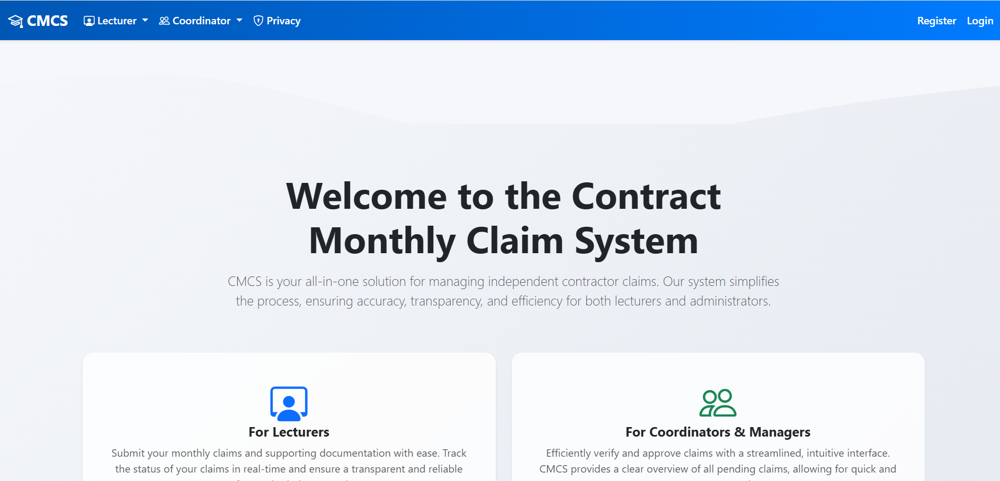 CMCS Lecturer Coordinator Privacy Register Login
Welcome to the Contract
Monthly Claim System
CMCS is your all-in-one solution for managing independent contractor claims. Our system simplifies
the process, ensuring accuracy, transparency, and efficiency for both lecturers and administrators.
For Lecturers
Submit your monthly claims and supporting documentation with ease. Track
the status of your claims in real-time and ensure a transparent and reliable
For Coordinators & Managers
Efficiently verify and approve claims with a streamlined, intuitive interface.
CMCS provides a clear overview of all pending claims, allowing for quick and